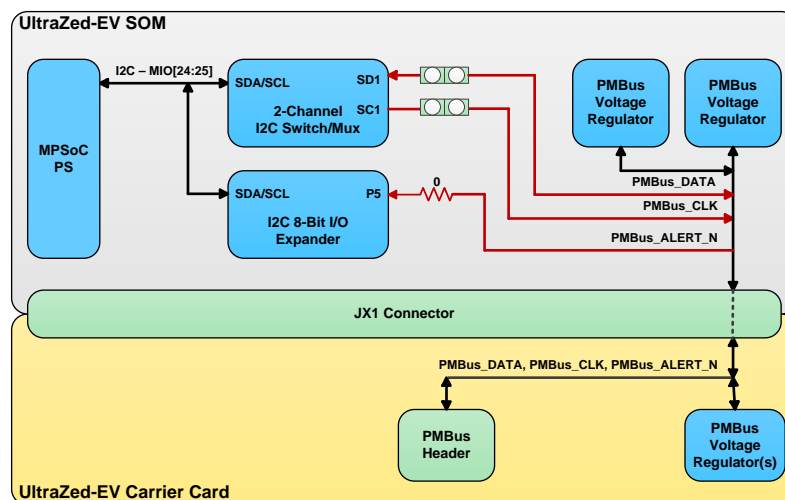 UltraZed-EV SOM
I2C – MIO[24:25]
MPSoC
PS
SDA/SCL
SD1
2-Channel
I2C Switch/Mux
SC1
PMBus
Voltage
Regulator
PMBus
Voltage
Regulator
SDA/SCL
P5
I2C 8-Bit I/O
Expander
0
PMBus_DATA
PMBus_CLK
PMBus_ALERT_N
JX1 Connector
PMBus_DATA, PMBus_CLK, PMBus_ALERT_N
PMBus
Header
PMBus
Voltage
Regulator(s)
UltraZed-EV Carrier Card